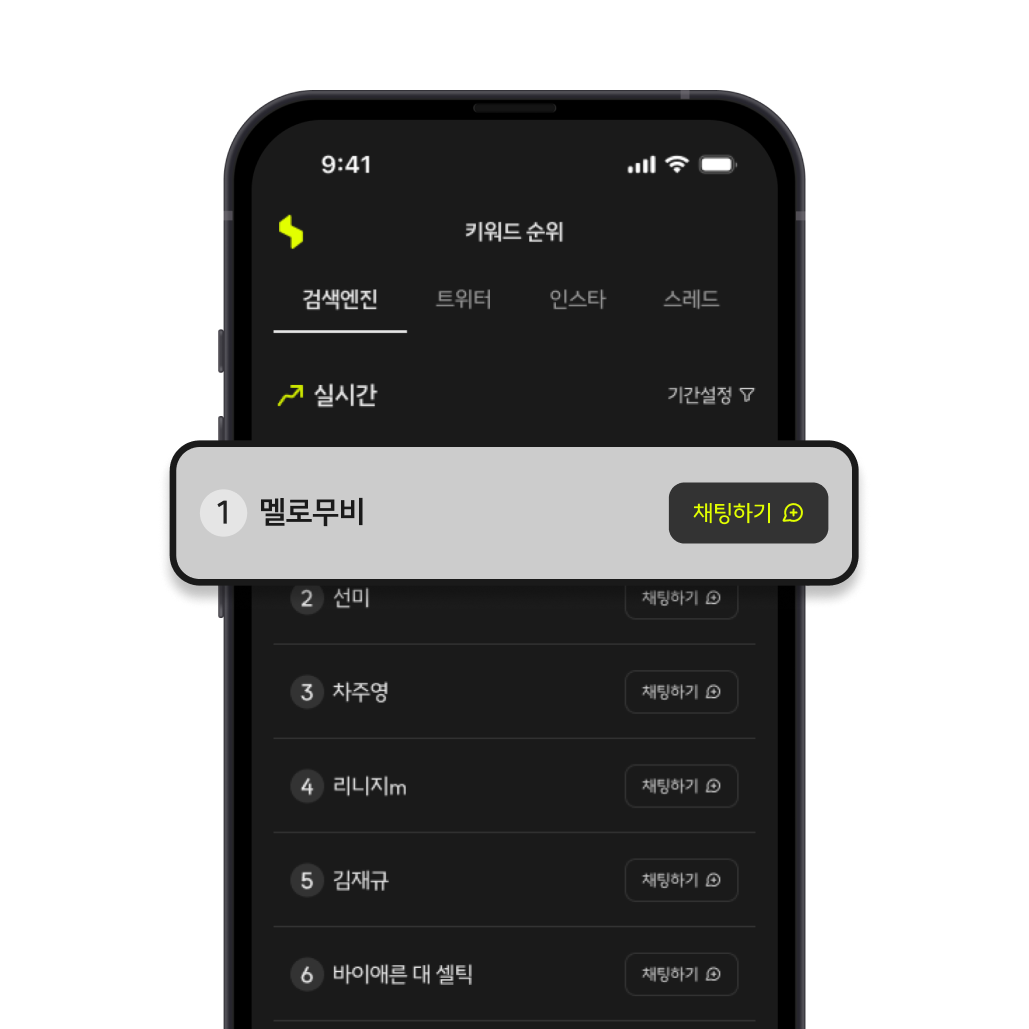 9:41
키워드 순위
검색엔진 트위터 인스타 스레드
실시간 기간설정
1 멜로무비 채팅하기
2 선미 채팅하기
3 차주영 채팅하기
4 리니지m 채팅하기
5 김재규 채팅하기
6 바이애른 대 셀틱 채팅하기